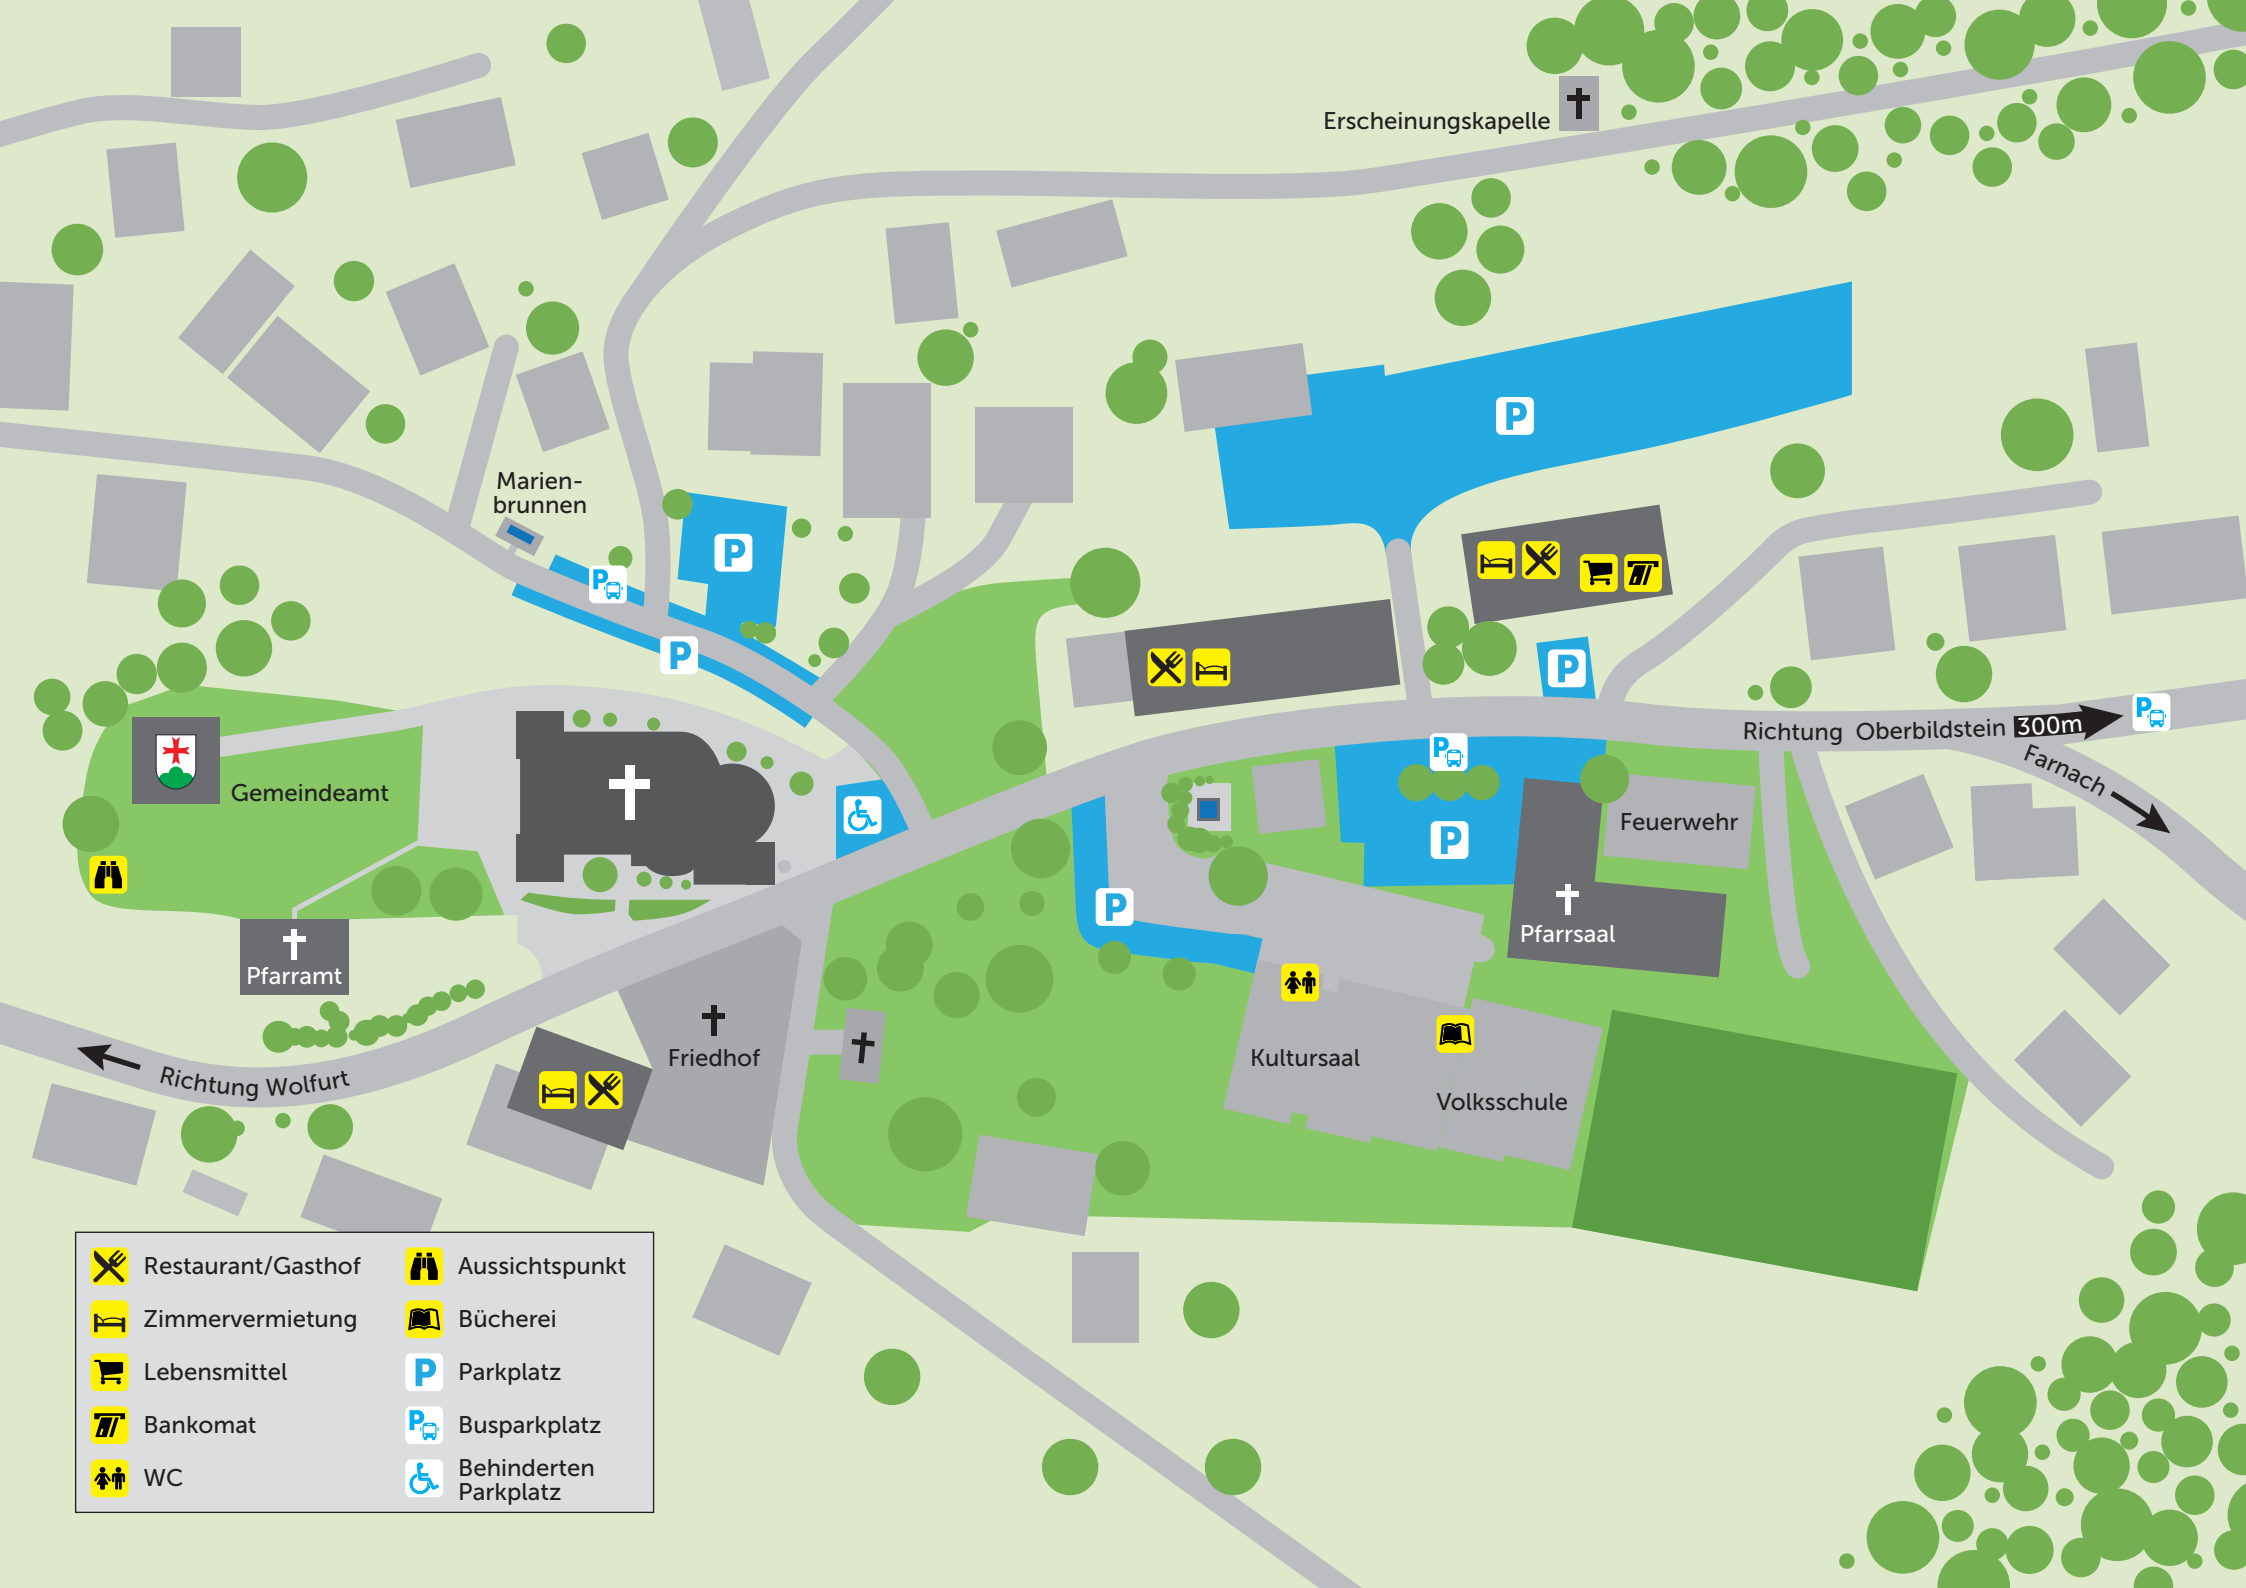 Erscheinungskapelle
Marien-
brunnen
P
P
P
P
P
P
Richtung Oberbildstein 300m
P
Farnach
P
P
P
Gemeindeamt
Feuerwehr
Pfarrsaal
Pfarramt
Friedhof
Kultursaal
Volksschule
Richtung Wolfurt
Restaurant/Gasthof
Zimmervermietung
Lebensmittel
Bankomat
WC
Aussichtspunkt
Bücherei
P Parkplatz
P Busparkplatz
Behinderten
Parkplatz